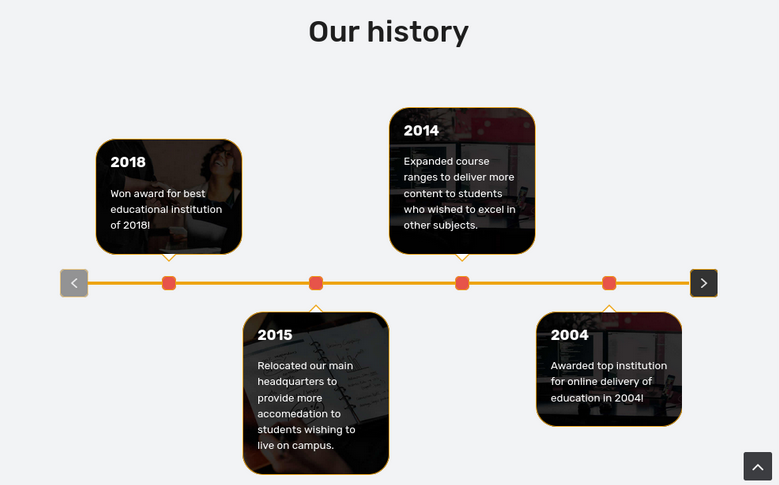 Our history
2018
Won award for best
educational institution
of 2018!
2015
Relocated our main
headquarters to
provide more
accomedation to
students wishing to
live on campus.
2014
Expanded course
ranges to deliver more
content to students
who wished to excel in
other subjects.
2004
Awarded top institution
for online delivery of
education in 2004!